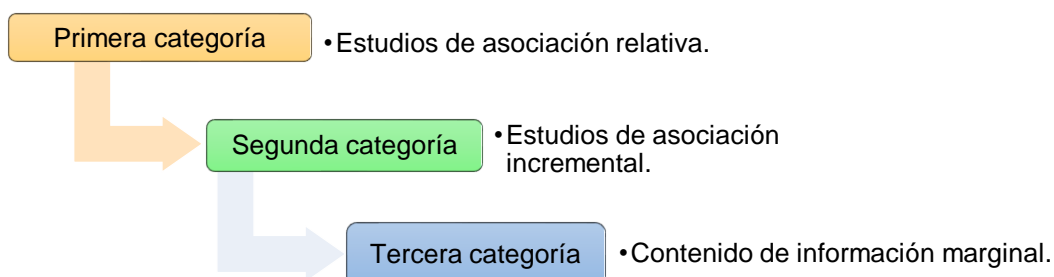 Primera categoría
•Estudios de asociación relativa.
Segunda categoría
•Estudios de asociación
incremental.
Tercera categoría
•Contenido de información marginal.